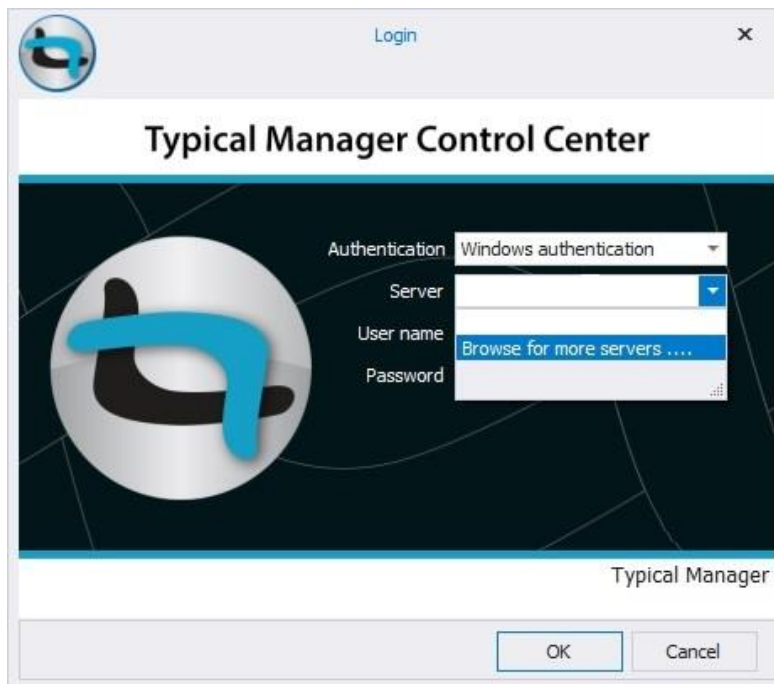 Login
Typical Manager Control Center
Authentication Windows authentication
Server
User name
Browse for more servers ....
Password
Typical Manager
OK Cancel